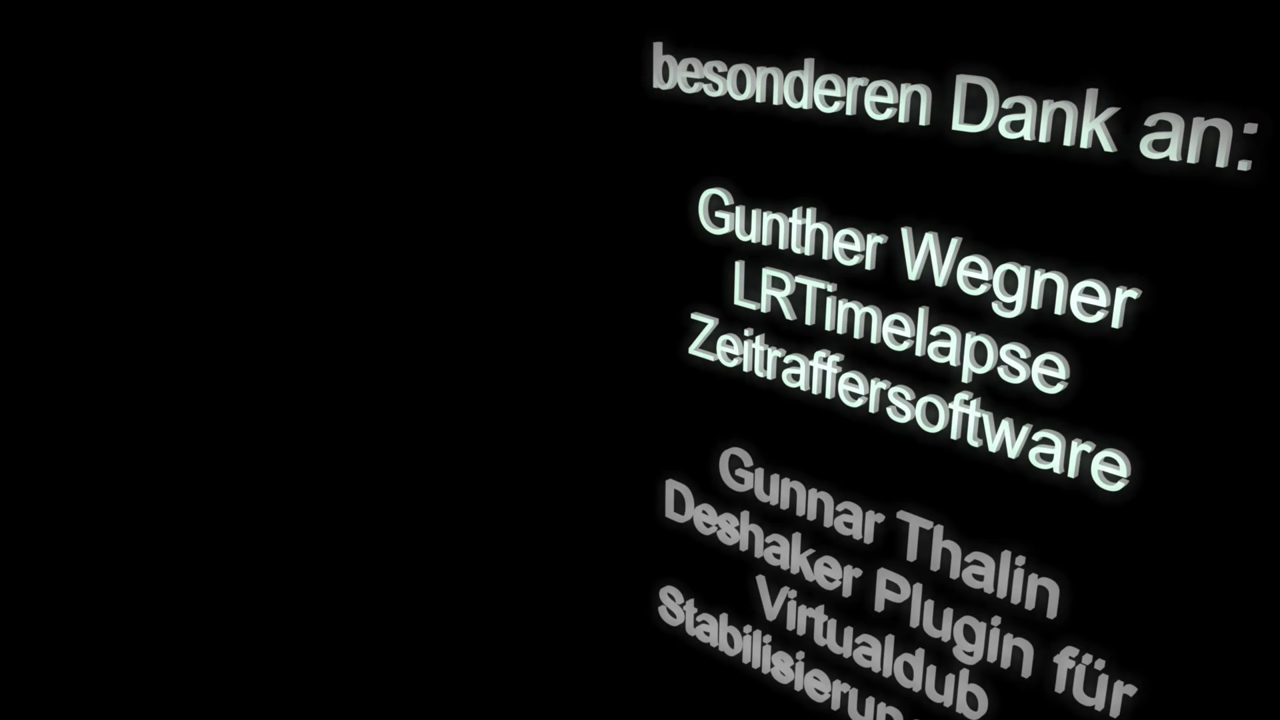 besonderen Dank an:
Gunther Wegner
LRTimelapse
Zeitraffersoftware
Gunnar Thalin
Deshaker Plugin für
Virtualdub